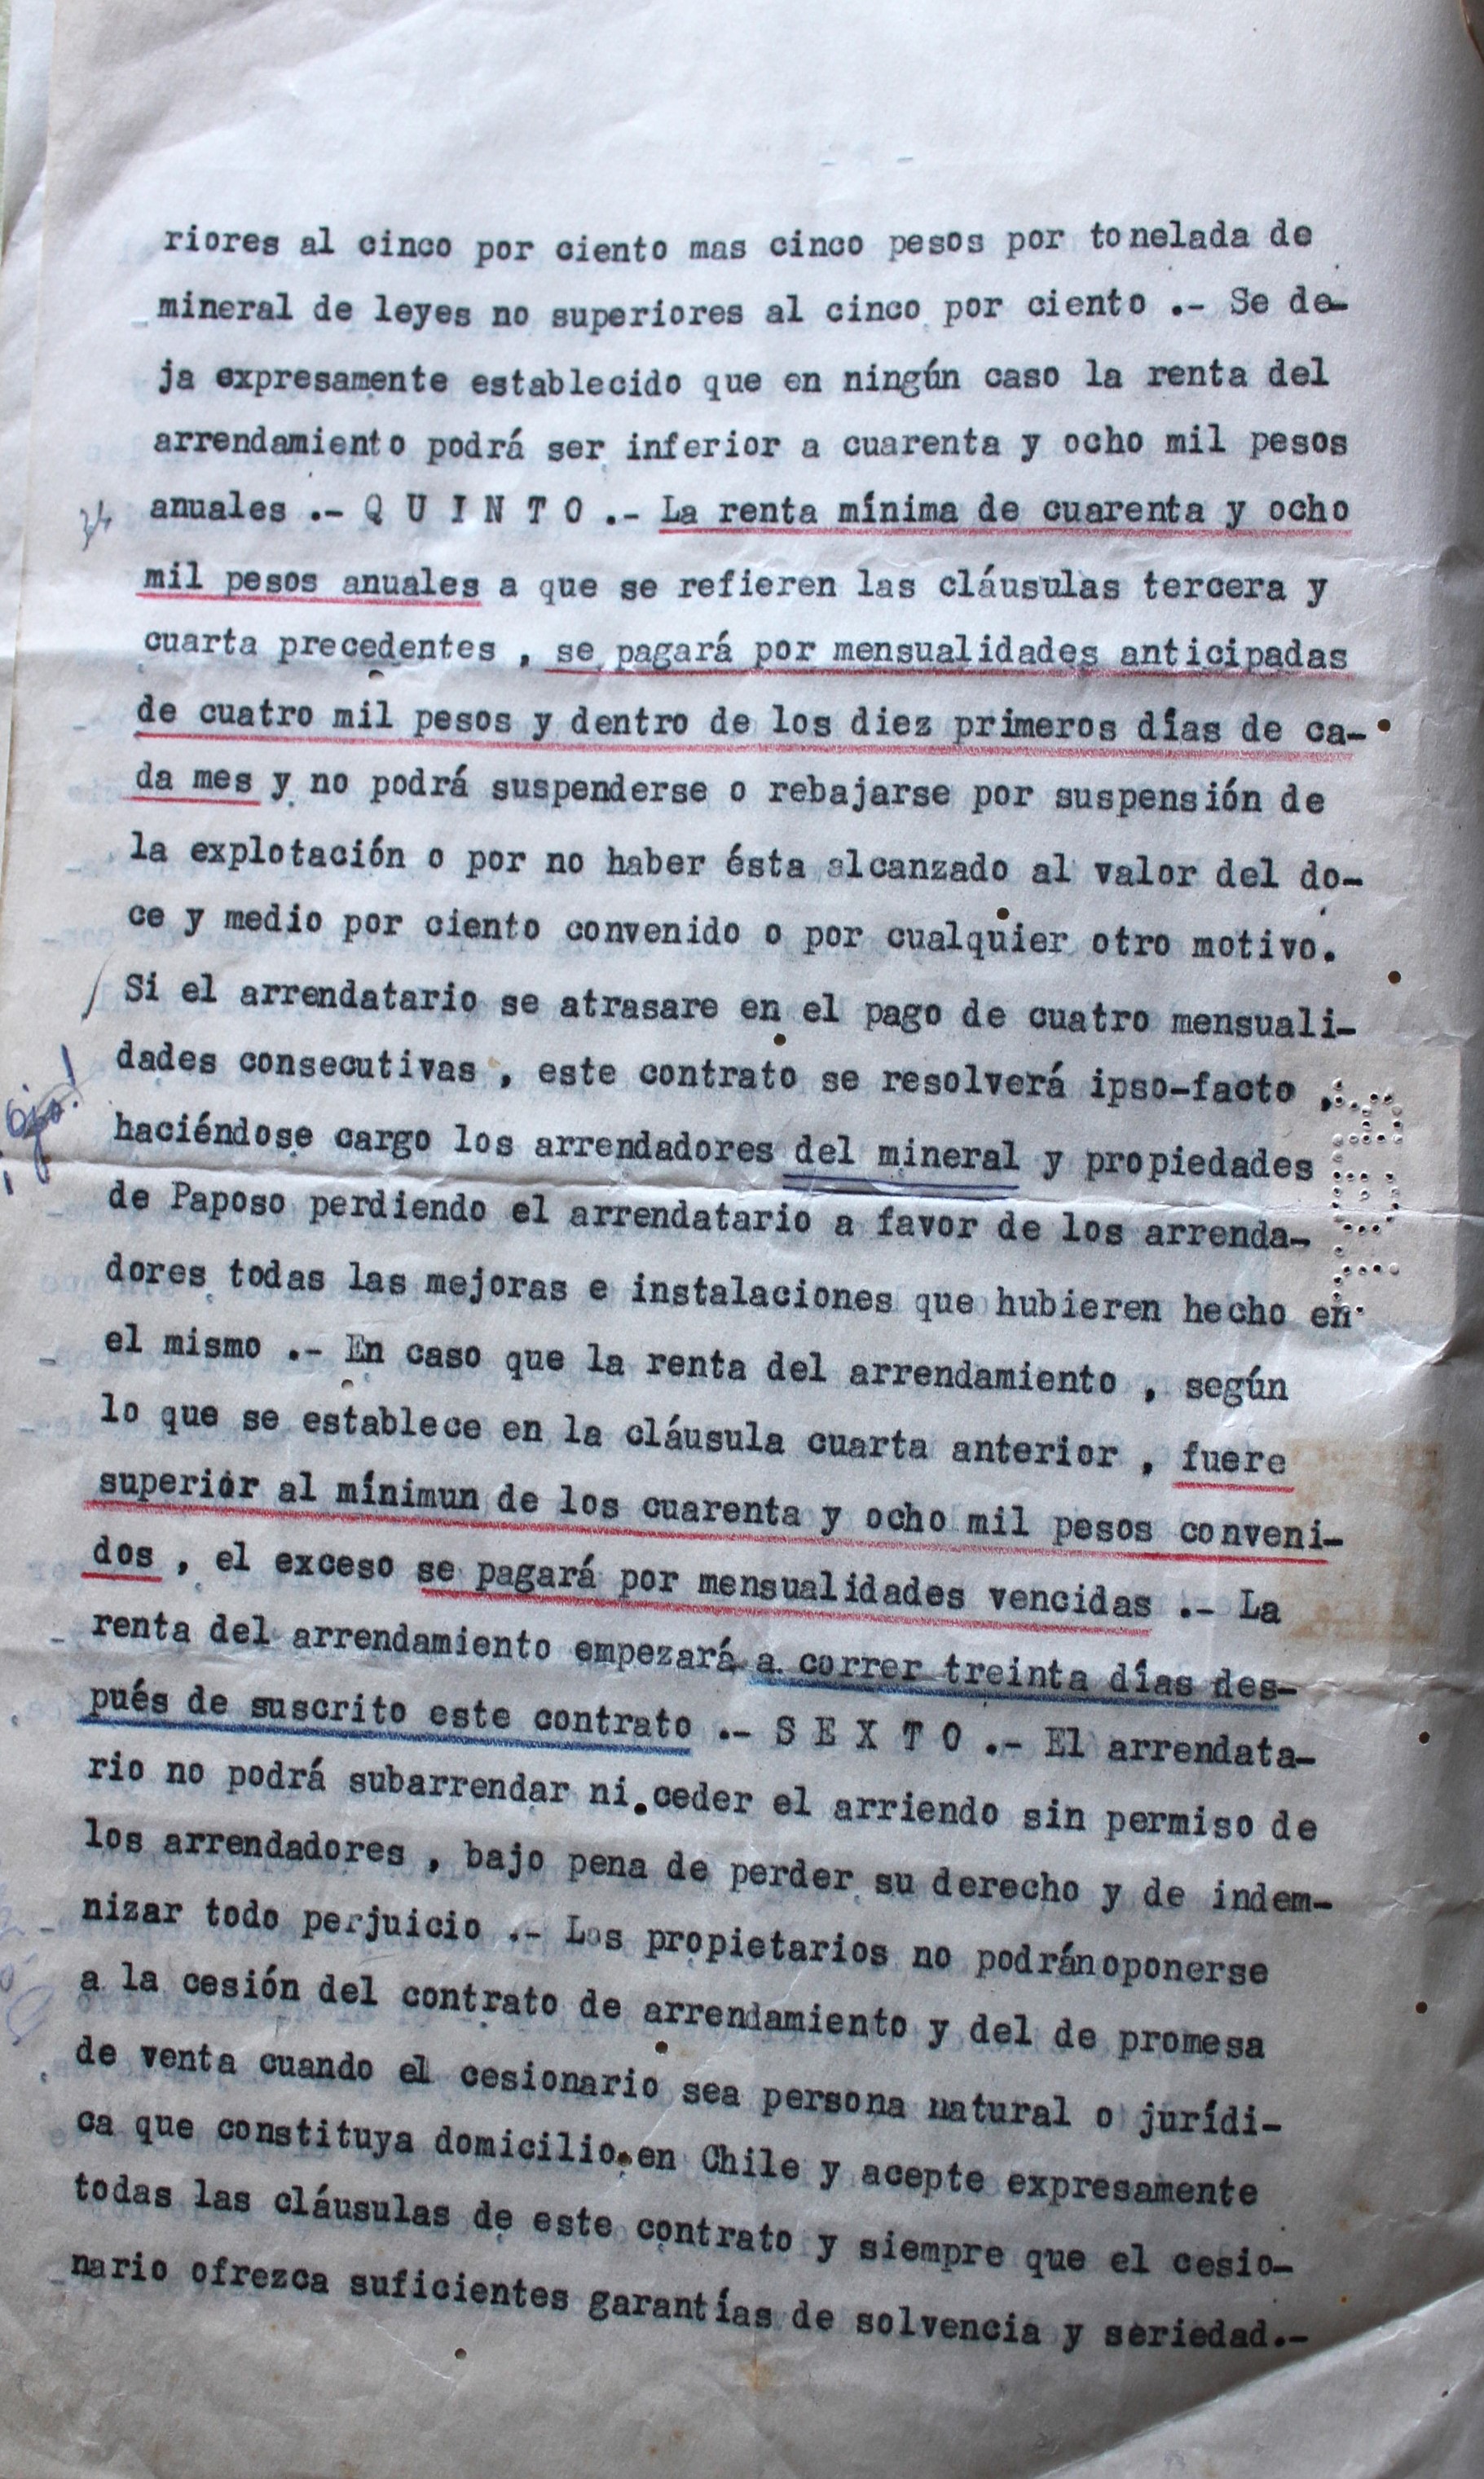 riores al cinco por ciento mas cinco pesos por tonelada de
mineral de leyes no superiores al cinco por ciento .- Se de-
ja expresamente establecido que en ningún caso la renta del
arrendamiento podrá ser inferior a cuarenta y ocho mil pesos
anuales .- Q U I N T O .- La renta mínima de cuarenta y ocho
mil pesos anuales a que se refieren las cláusulas tercera y
cuarta precedentes , se pagará por mensualidades anticipadas
de cuatro mil pesos y dentro de los diez primeros días de ca-
da mes y no podrá suspenderse o rebajarse por suspensión de
la explotación o por no haber ésta alcanzado al valor del do-
ce y medio por ciento convenido o por cualquier otro motivo.
Si el arrendatario se atrasare en el pago de cuatro mensuali-
dades consecutivas , este contrato se resolverá ipso-facto ,
haciéndose cargo los arrendadores del mineral y propiedades
de Paposo perdiendo el arrendatario a favor de los arrenda-
dores todas las mejoras e instalaciones que hubieren hecho en
el mismo .- En caso que la renta del arrendamiento , según
lo que se establece en la cláusula cuarta anterior , fuere
superior al mínimun de los cuarenta y ocho mil pesos conveni-
dos , el exceso se pagará por mensualidades vencidas .- La
renta del arrendamiento empezará a correr treinta días des-
pués de suscrito este contrato .- S E X T O .- El arrendata-
rio no podrá subarrendar ni ceder el arriendo sin permiso de
los arrendadores , bajo pena de perder su derecho y de indem-
nizar todo perjuicio .- Los propietarios no podránoponerse
a la cesión del contrato de arrendamiento y del de promesa
de venta cuando el cesionario sea persona natural o jurídi-
ca que constituya domicilio en Chile y acepte expresamente
todas las cláusulas de este contrato y siempre que el cesio-
nario ofrezca suficientes garantías de solvencia y seriedad.-